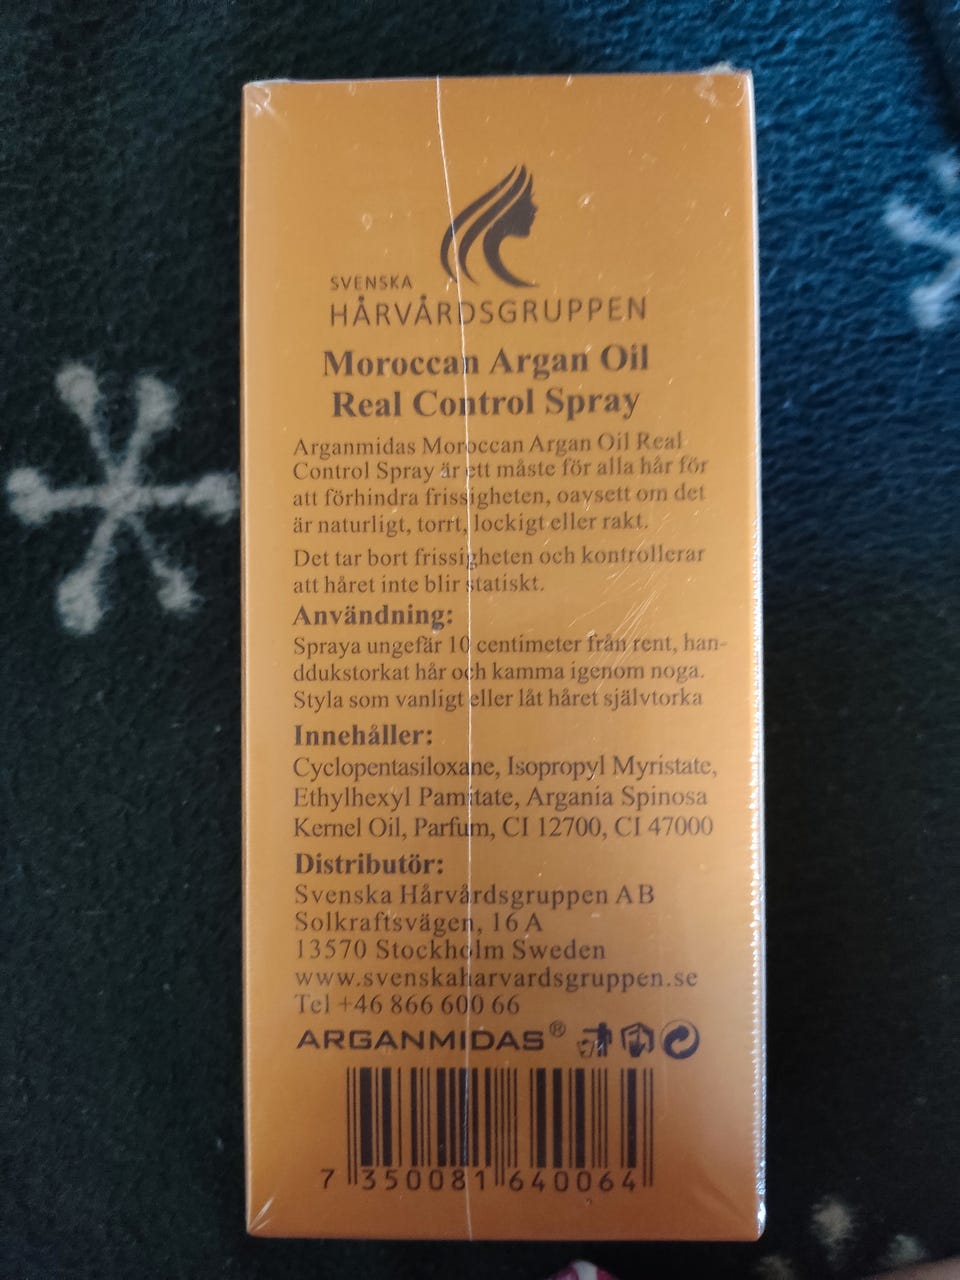 SVENSKA
HÅRVÅRDSGRUPPEN
Moroccan Argan Oil
Real Control Spray
Arganmidas Moroccan Argan Oil Real
Control Spray är ett måste för alla hår för
att förhindra frissigheten, oavsett om det
är naturligt, torrt, lockigt eller rakt.
Det tar bort frissigheten och kontrollerar
att håret inte blir statiskt.
Användning:
Spraya ungefär 10 centimeter från rent, han-
ddukstorkat hår och kamma igenom noga.
Styla som vanligt eller låt håret självtorka
Innehåller:
Cyclopentasiloxane, Isopropyl Myristate,
Ethylhexyl Pamitate, Argania Spinosa
Kernel Oil, Parfum, CI 12700, CI 47000
Distributör:
Svenska Hårvårdsgruppen AB
Solkraftsvägen, 16 A
13570 Stockholm Sweden
www.svenskaharvardsgruppen.se
Tel +46 866 600 66
ARGANMIDAS®
7 350081 640064